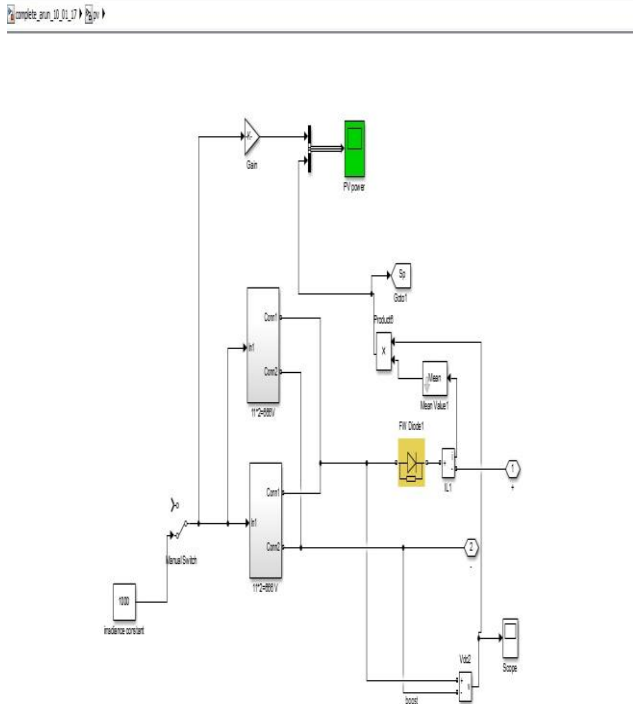 complete_arun_10_01_17 pv
Gain
PV power
Sp
Goto1
Product6
X
Mean
Mean Value1
Conn1
In1
Conn2
FW Diode1
+
-
i
IL1
1
+
Conn1
In1
Conn2
2
-
Manual Switch
1000
irradiance constant
Vdc2
+
-
v
Scope
boost